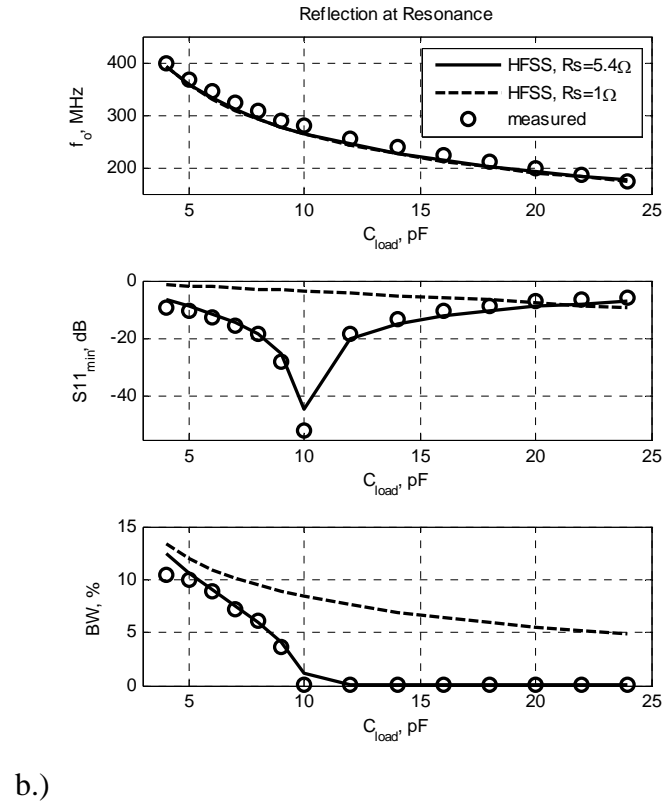 Reflection at Resonance
400
300
200
f_o, MHz
HFSS, Rs=5.4Ω
HFSS, Rs=1Ω
measured
5 10 15 20 25
C_load, pF
0
-20
-40
S11_min, dB
5 10 15 20 25
C_load, pF
15
10
5
0
BW, %
5 10 15 20 25
C_load, pF
b.)